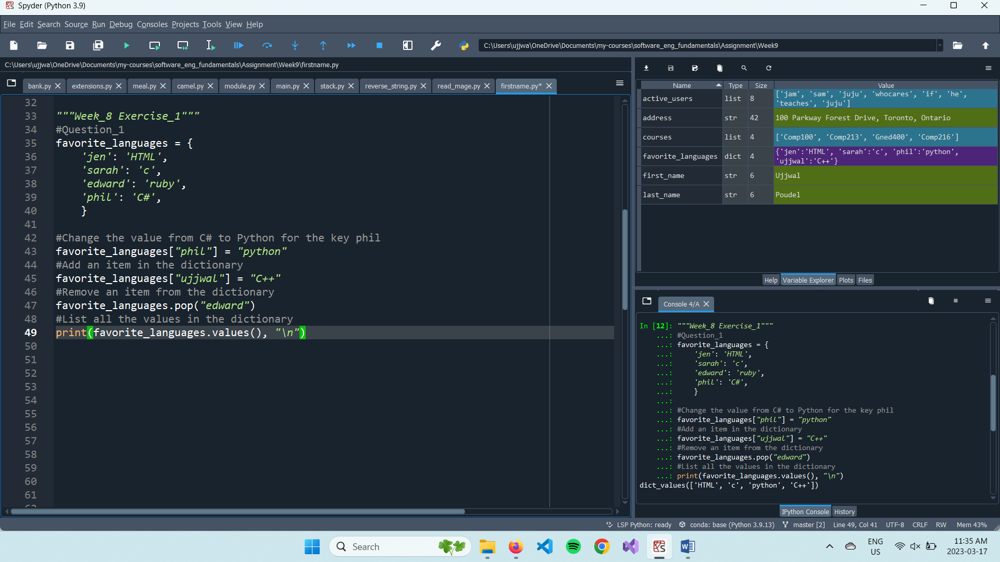 Spyder (Python 3.9)
File Edit Search Source Run Debug Consoles Projects Tools View Help
C:\Users\ujjwa\OneDrive\Documents\my-courses\software_eng_fundamentals\Assignment\Week9
C:\Users\ujjwa\OneDrive\Documents\my-courses\software_eng_fundamentals\Assignment\Week9\firstname.py
bank.py extensions.py meal.py camel.py module.py main.py stack.py reverse_string.py read_mage.py firstname.py*
32
33 """Week_8 Exercise_1"""
34 #Question_1
35 favorite_languages = {
36 'jen': 'HTML',
37 'sarah': 'c',
38 'edward': 'ruby',
39 'phil': 'C#',
40 }
41
42 #Change the value from C# to Python for the key phil
43 favorite_languages["phil"] = "python"
44 #Add an item in the dictionary
45 favorite_languages["ujjwal"] = "C++"
46 #Remove an item from the dictionary
47 favorite_languages.pop("edward")
48 #List all the values in the dictionary
49 print(favorite_languages.values(), "\n")
50
51
52
53
54
55
56
57
58
59
60
61
Name Type Size Value
active_users list 8 ['jam', 'sam', 'juju', 'whocares', 'if', 'he',
'teaches', 'juju']
address str 42 100 Parkway Forest Drive, Toronto, Ontario
courses list 4 ['Comp100', 'Comp213', 'Gned400', 'Comp216']
favorite_languages dict 4 {'jen':'HTML', 'sarah':'c', 'phil':'python',
'ujjwal':'C++'}
first_name str 6 Ujjwal
last_name str 6 Poudel
Help Variable Explorer Plots Files
Console 4/A
In [12]: """Week_8 Exercise_1"""
...: #Question_1
...: favorite_languages = {
...: 'jen': 'HTML',
...: 'sarah': 'c',
...: 'edward': 'ruby',
...: 'phil': 'C#',
...: }
...:
...: #Change the value from C# to Python for the key phil
...: favorite_languages["phil"] = "python"
...: #Add an item in the dictionary
...: favorite_languages["ujjwal"] = "C++"
...: #Remove an item from the dictionary
...: favorite_languages.pop("edward")
...: #List all the values in the dictionary
...: print(favorite_languages.values(), "\n")
dict_values(['HTML', 'c', 'python', 'C++'])
IPython Console History
LSP Python: ready conda: base (Python 3.9.13) master [2] Line 49, Col 41 UTF-8 CRLF RW Mem 43%
Search
ENG
US
11:35 AM
2023-03-17